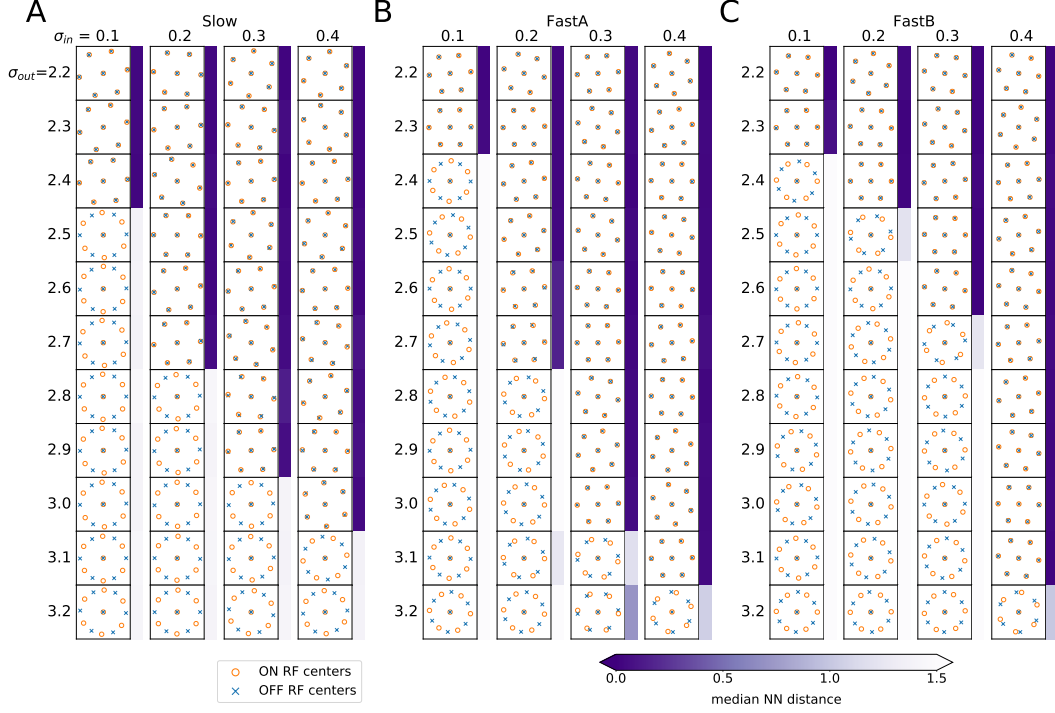 A
B
C
Slow
FastA
FastB
σin = 0.1 0.2 0.3 0.4
0.1 0.2 0.3 0.4
0.1 0.2 0.3 0.4
σout=2.2
2.3
2.4
2.5
2.6
2.7
2.8
2.9
3.0
3.1
3.2
2.2
2.3
2.4
2.5
2.6
2.7
2.8
2.9
3.0
3.1
3.2
2.2
2.3
2.4
2.5
2.6
2.7
2.8
2.9
3.0
3.1
3.2
ON RF centers
OFF RF centers
0.0 0.5 1.0 1.5
median NN distance